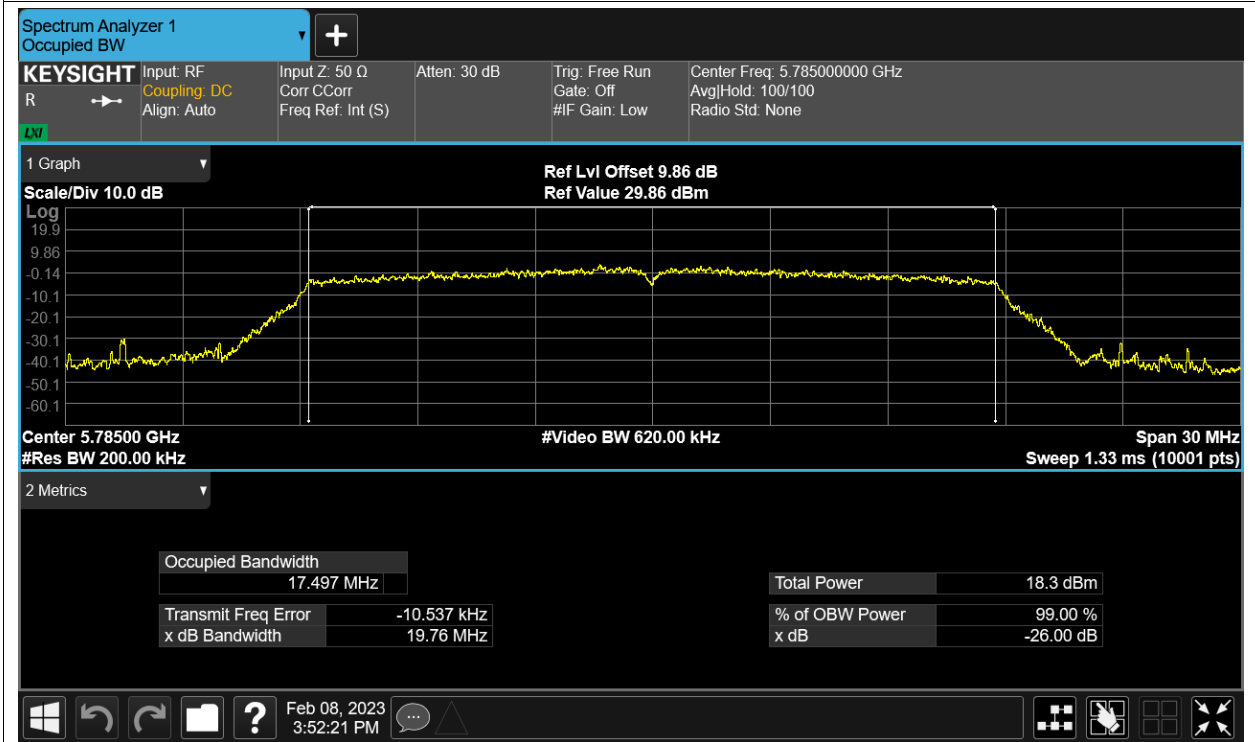 Spectrum Analyzer 1
Occupied BW
KEYSIGHT
R
LXI
Input: RF
Coupling: DC
Align: Auto
Input Z: 50 Ω
Corr CCorr
Freq Ref: Int (S)
Atten: 30 dB
Trig: Free Run
Gate: Off
#IF Gain: Low
Center Freq: 5.785000000 GHz
Avg|Hold: 100/100
Radio Std: None
1 Graph
Scale/Div 10.0 dB
Ref Lvl Offset 9.86 dB
Ref Value 29.86 dBm
Log
19.9
9.86
-0.14
-10.1
-20.1
-30.1
-40.1
-50.1
-60.1
Center 5.78500 GHz
#Res BW 200.00 kHz
#Video BW 620.00 kHz
Span 30 MHz
Sweep 1.33 ms (10001 pts)
2 Metrics
Occupied Bandwidth
17.497 MHz
Transmit Freq Error -10.537 kHz
x dB Bandwidth 19.76 MHz
Total Power 18.3 dBm
% of OBW Power 99.00 %
x dB -26.00 dB
?
Feb 08, 2023
3:52:21 PM